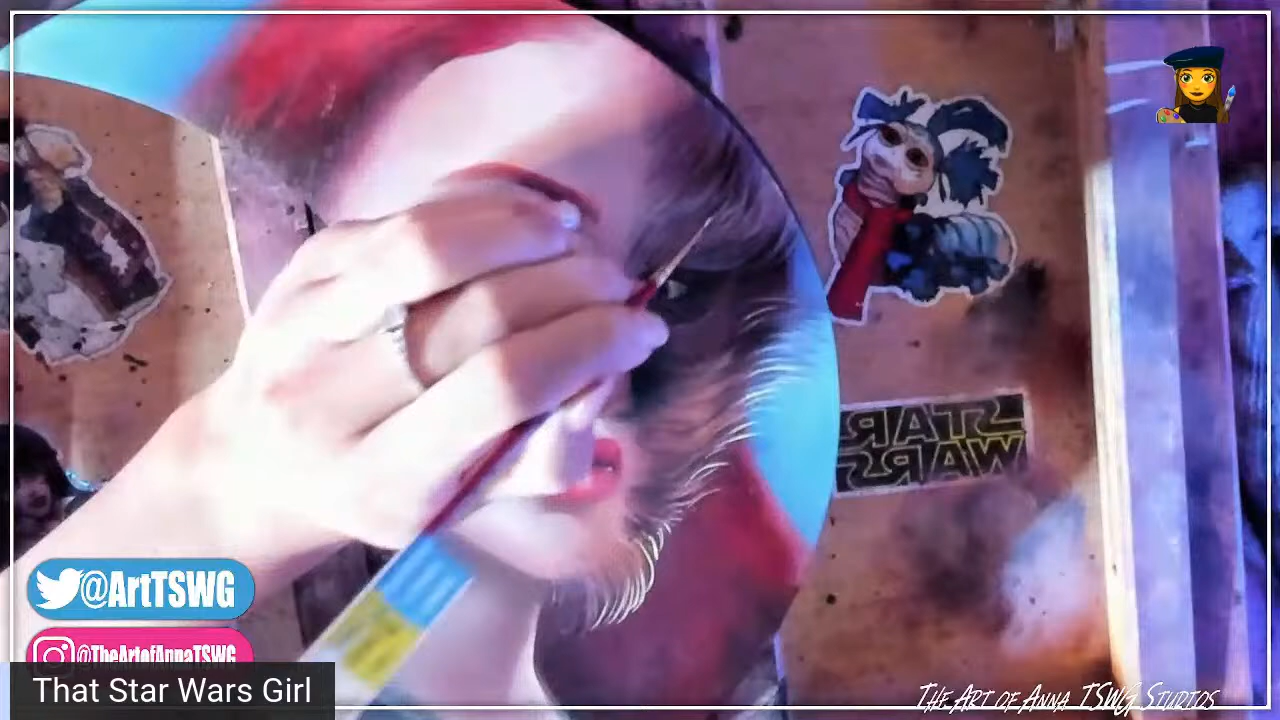 STAR
WARS
@ArtTSWG
@TheArtofAnnaTSWG
That Star Wars Girl
The Art of Anna TSWG Studios